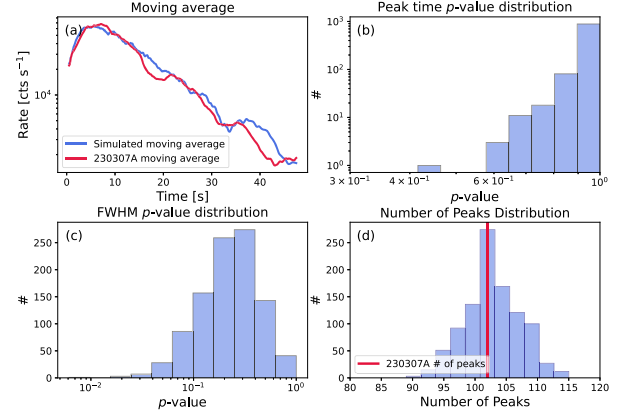 Moving average
(a)
Rate [cts s⁻¹]
10⁴
Simulated moving average
230307A moving average
0 10 20 30 40
Time [s]
Peak time p-value distribution
(b)
#
10³
10²
10¹
10⁰
3 × 10⁻¹ 4 × 10⁻¹ 6 × 10⁻¹ 10⁰
p-value
FWHM p-value distribution
(c)
#
250
200
150
100
50
0
10⁻² 10⁻¹ 10⁰
p-value
Number of Peaks Distribution
(d)
#
250
200
150
100
50
0
230307A # of peaks
80 85 90 95 100 105 110 115 120
Number of Peaks